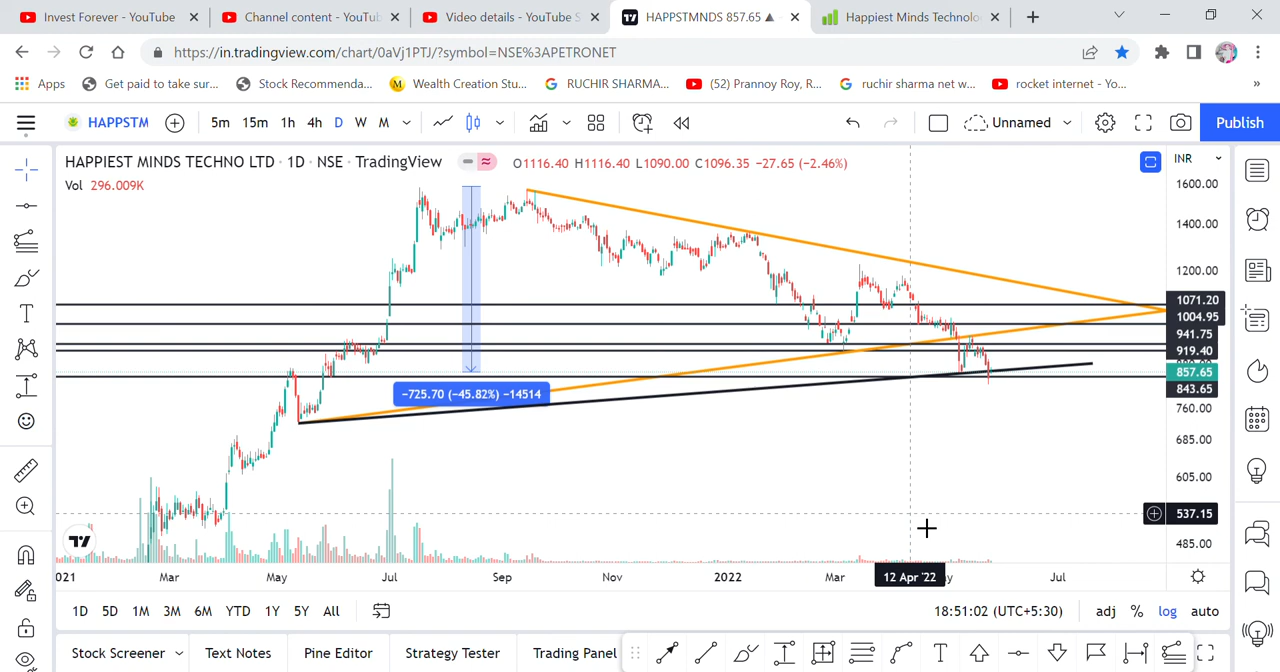 Invest Forever - YouTube
Channel content - YouTu
Video details - YouTube S
HAPPSTMNDS 857.65 ▲
Happiest Minds Technolo
https://in.tradingview.com/chart/0aVj1PTJ/?symbol=NSE%3APETRONET
Apps
Get paid to take sur...
Stock Recommenda...
Wealth Creation Stu...
RUCHIR SHARMA...
(52) Prannoy Roy, R...
ruchir sharma net w...
rocket internet - Yo...
»
HAPPSTM
5m 15m 1h 4h D W M
Unnamed
Publish
HAPPIEST MINDS TECHNO LTD · 1D · NSE · TradingView
O1116.40 H1116.40 L1090.00 C1096.35 −27.65 (−2.46%)
INR
Vol 296.009K
1600.00
1400.00
1200.00
1071.20
1004.95
941.75
919.40
857.65
843.65
760.00
685.00
605.00
537.15
485.00
−725.70 (−45.82%) −14514
2021 Mar May Jul Sep Nov 2022 Mar 12 Apr '22 Jul
1D 5D 1M 3M 6M YTD 1Y 5Y All
18:51:02 (UTC+5:30)
adj % log auto
Stock Screener
Text Notes
Pine Editor
Strategy Tester
Trading Panel